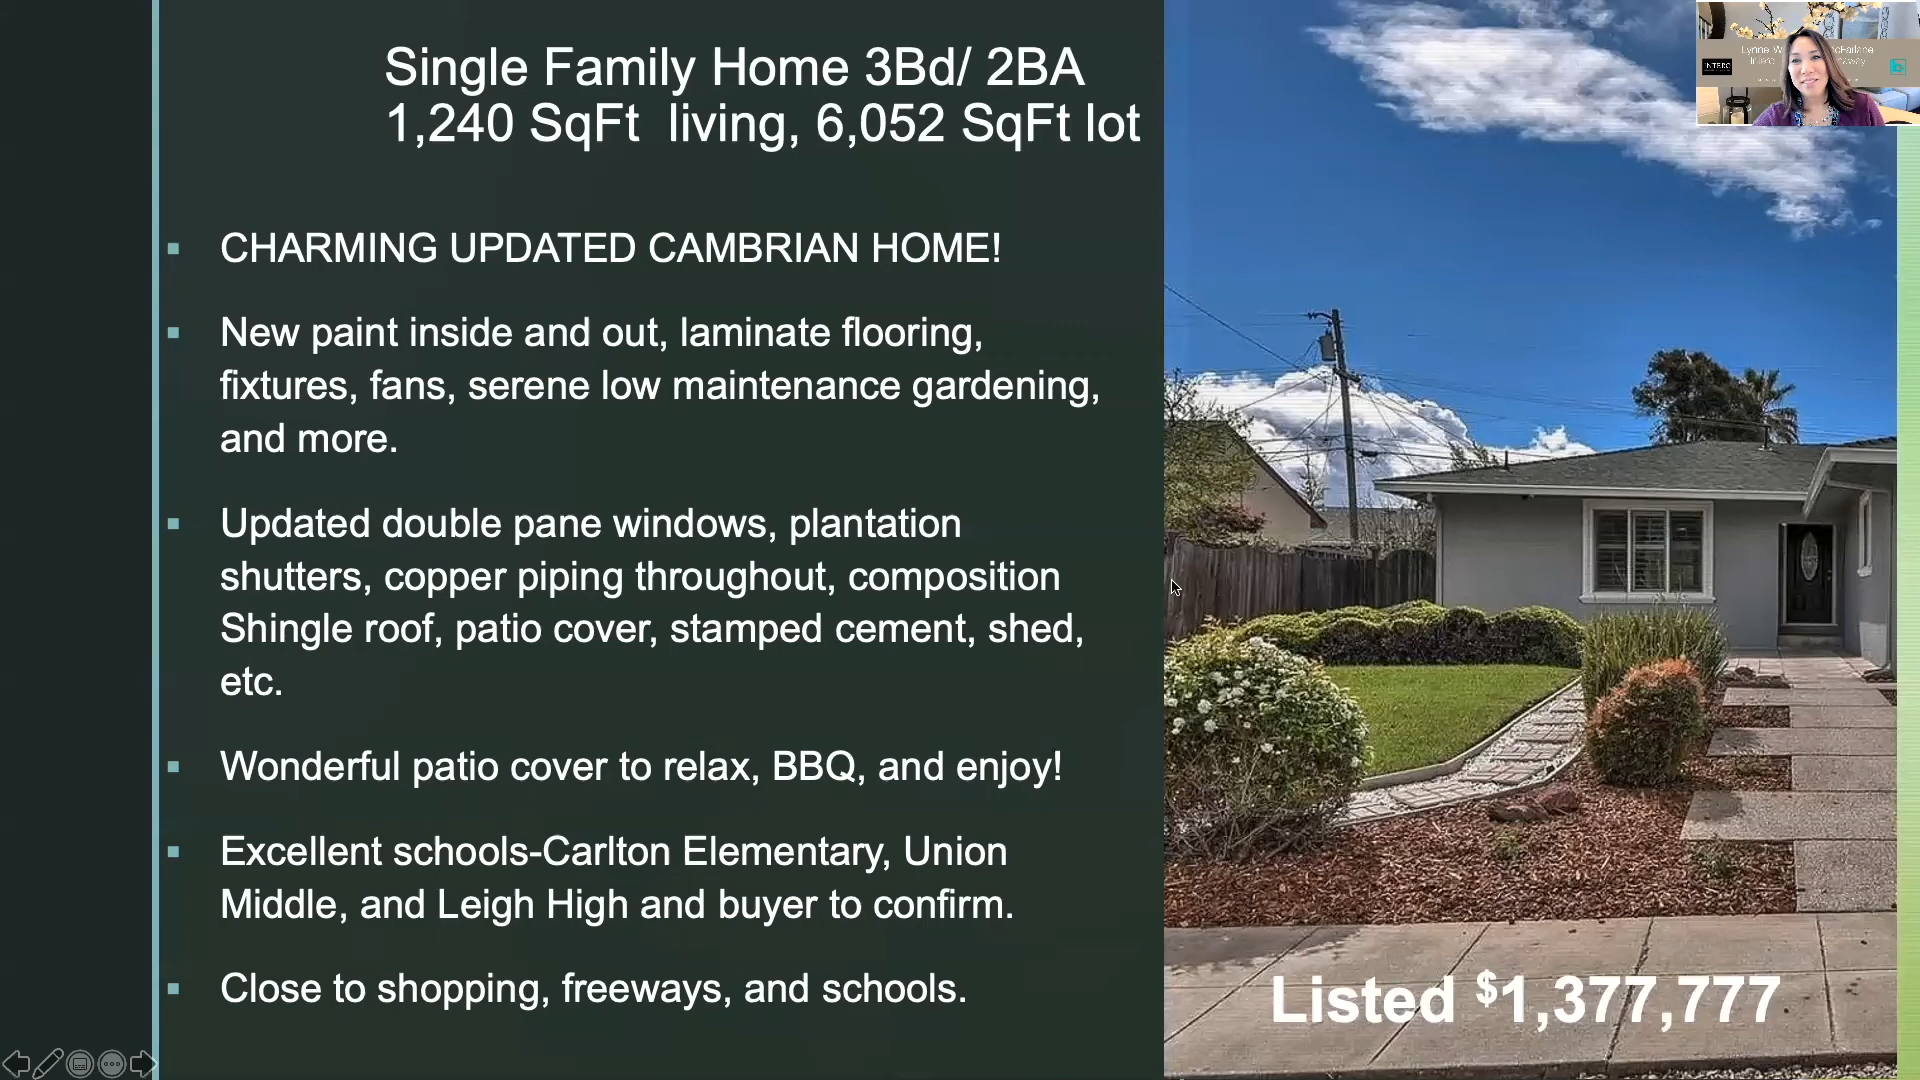 Single Family Home 3Bd/ 2BA
1,240 SqFt living, 6,052 SqFt lot
CHARMING UPDATED CAMBRIAN HOME!
New paint inside and out, laminate flooring,
fixtures, fans, serene low maintenance gardening,
and more.
Updated double pane windows, plantation
shutters, copper piping throughout, composition
Shingle roof, patio cover, stamped cement, shed,
etc.
Wonderful patio cover to relax, BBQ, and enjoy!
Excellent schools-Carlton Elementary, Union
Middle, and Leigh High and buyer to confirm.
Close to shopping, freeways, and schools.
Listed $1,377,777
Lynne
INTERO